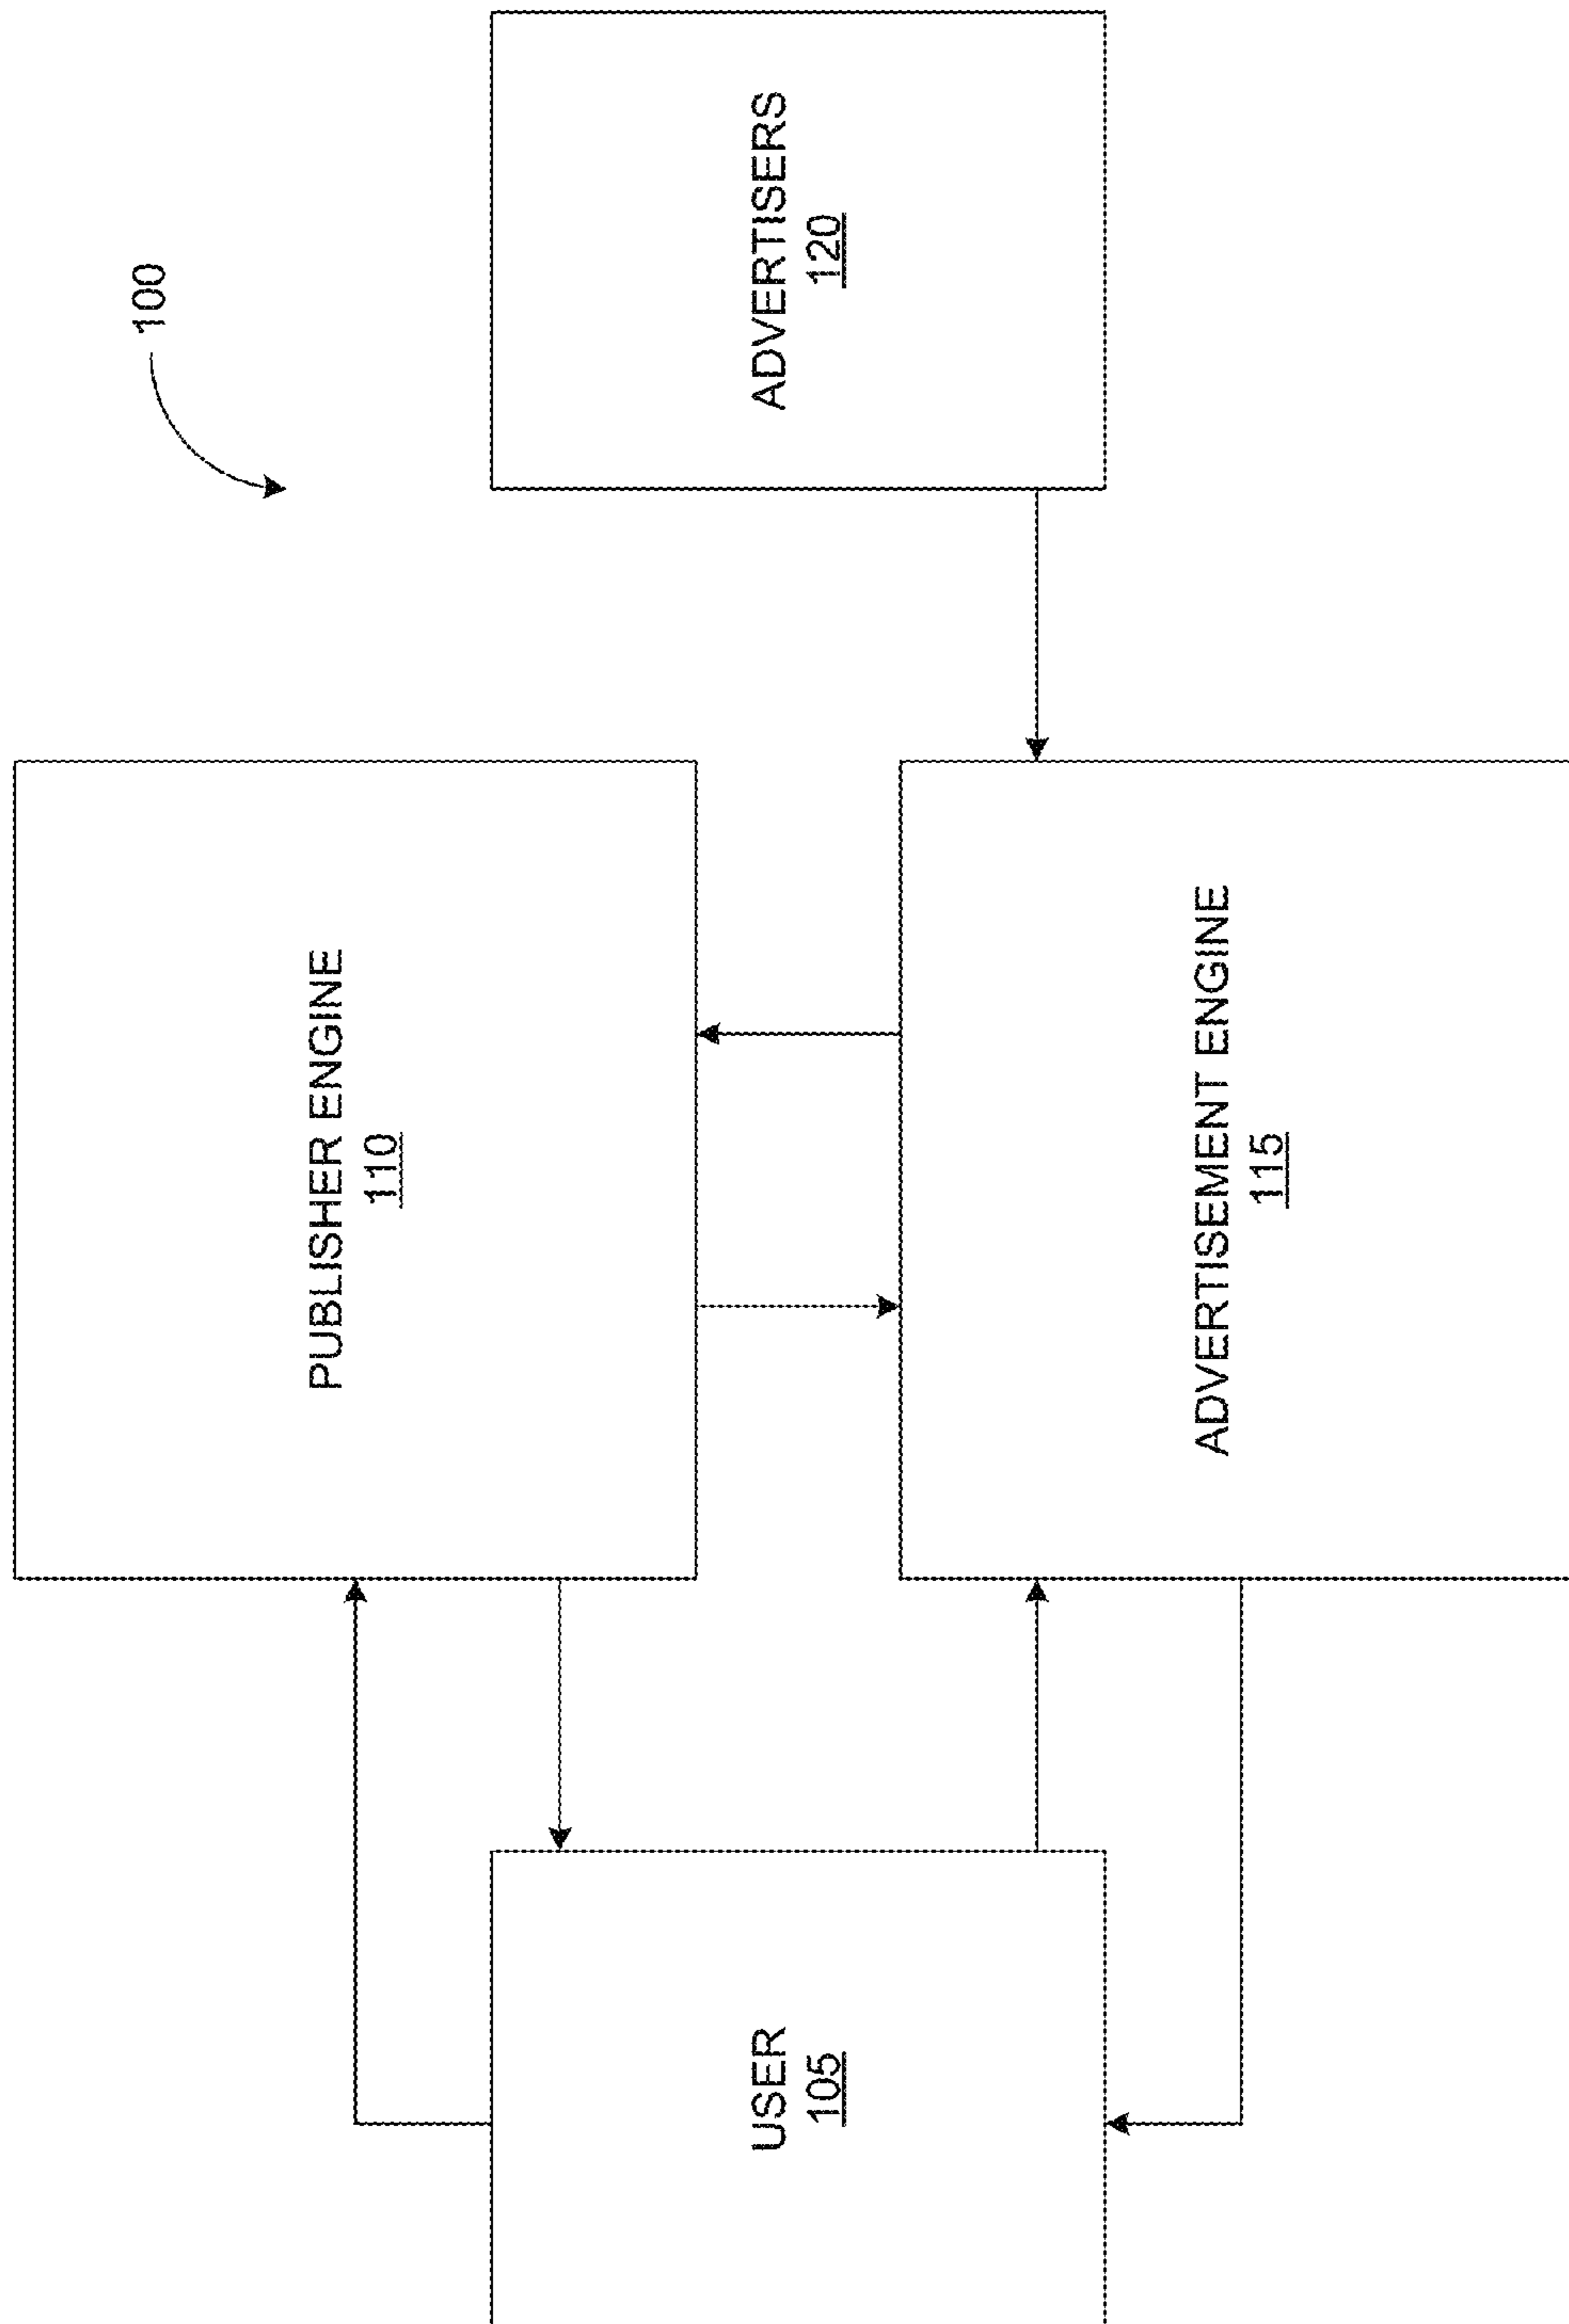 100
PUBLISHER ENGINE
110
USER
105
ADVERTISERS
120
ADVERTISEMENT ENGINE
115